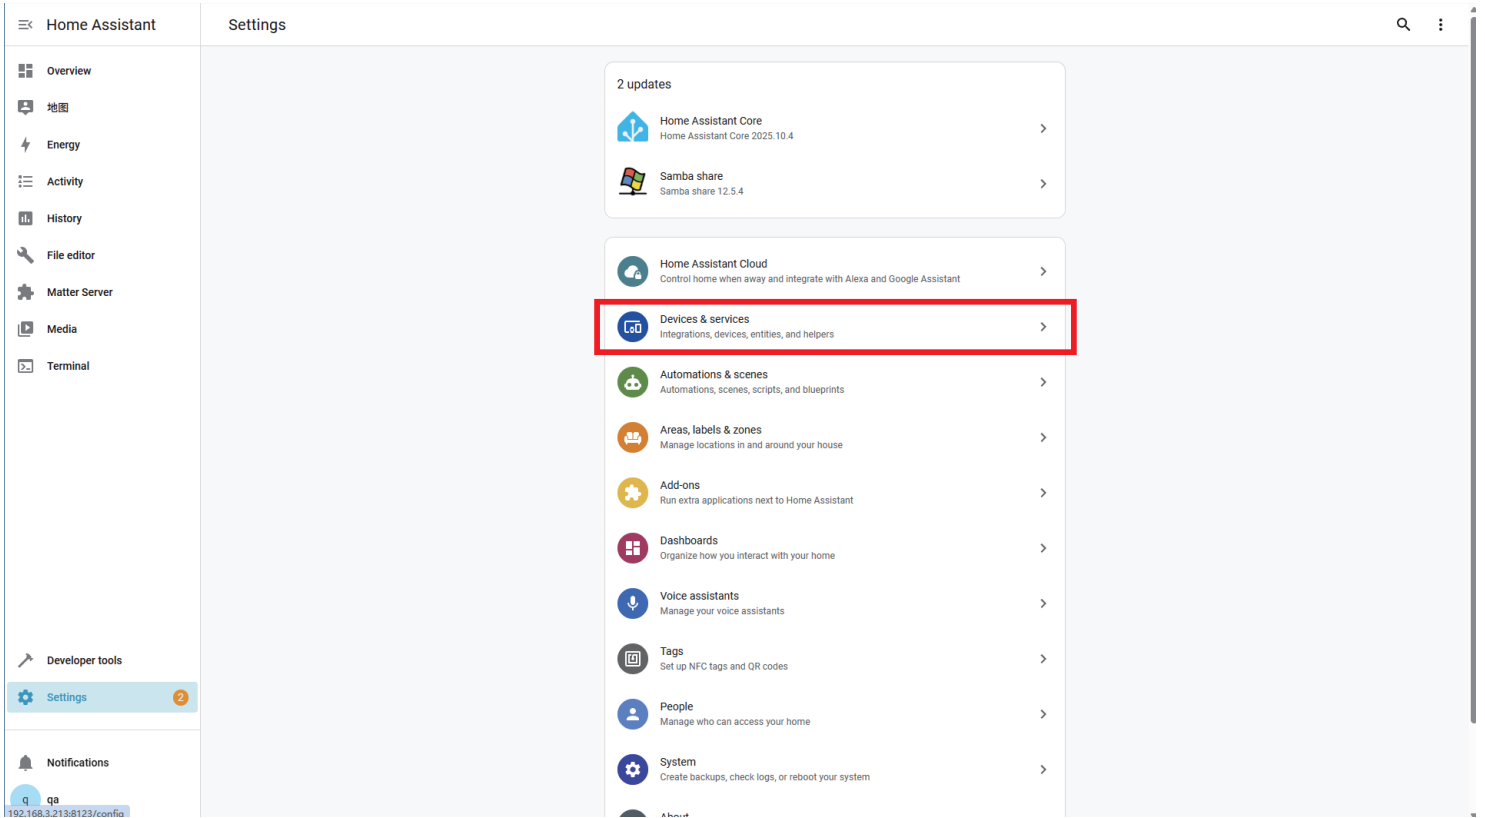 Home Assistant
Settings
Overview
地图
Energy
Activity
History
File editor
Matter Server
Media
Terminal
Developer tools
Settings
2
Notifications
q
qa
192.168.3.213:8123/config
2 updates
Home Assistant Core
Home Assistant Core 2025.10.4
Samba share
Samba share 12.5.4
Home Assistant Cloud
Control home when away and integrate with Alexa and Google Assistant
Devices & services
Integrations, devices, entities, and helpers
Automations & scenes
Automations, scenes, scripts, and blueprints
Areas, labels & zones
Manage locations in and around your house
Add-ons
Run extra applications next to Home Assistant
Dashboards
Organize how you interact with your home
Voice assistants
Manage your voice assistants
Tags
Set up NFC tags and QR codes
People
Manage who can access your home
System
Create backups, check logs, or reboot your system
About